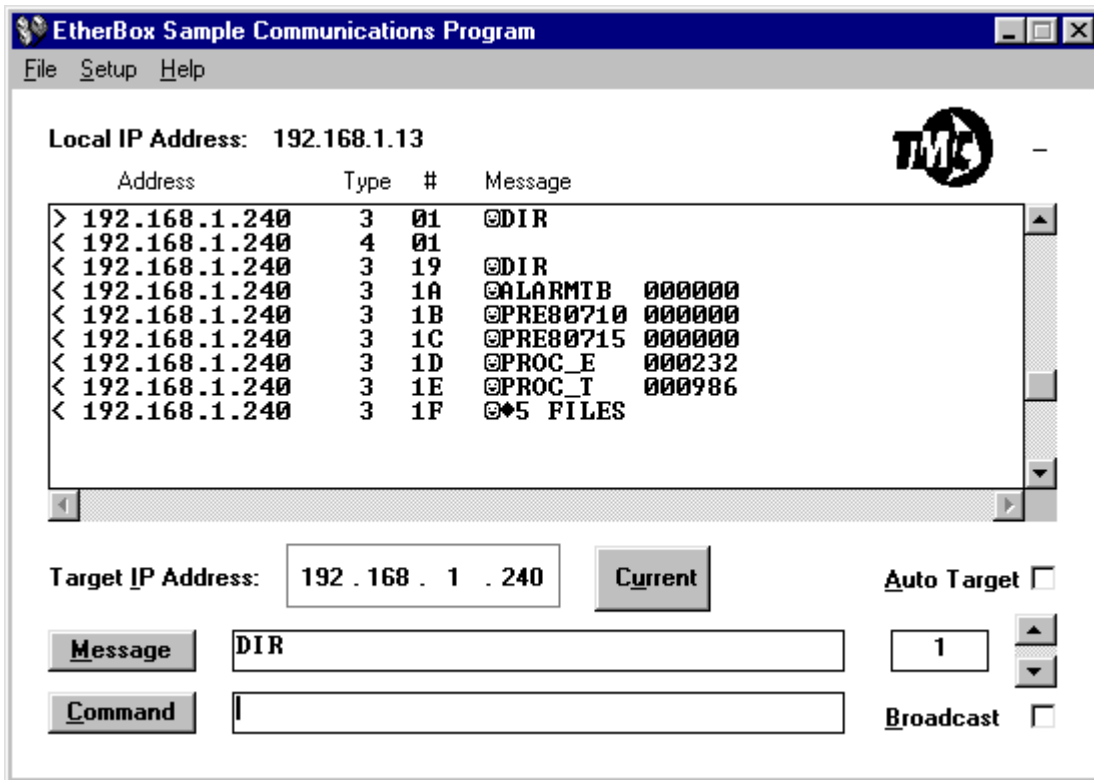 EtherBox Sample Communications Program
File Setup Help
Local IP Address: 192.168.1.13
TMC
Address Type # Message
> 192.168.1.240 3 01 ☺DIR
< 192.168.1.240 4 01
< 192.168.1.240 3 19 ☺DIR
< 192.168.1.240 3 1A ☺ALARMTB 000000
< 192.168.1.240 3 1B ☺PRE80710 000000
< 192.168.1.240 3 1C ☺PRE80715 000000
< 192.168.1.240 3 1D ☺PROC_E 000232
< 192.168.1.240 3 1E ☺PROC_T 000986
< 192.168.1.240 3 1F ☺♦5 FILES
Target IP Address: 192 . 168 . 1 . 240 Current Auto Target
Message DIR 1
Command
Broadcast